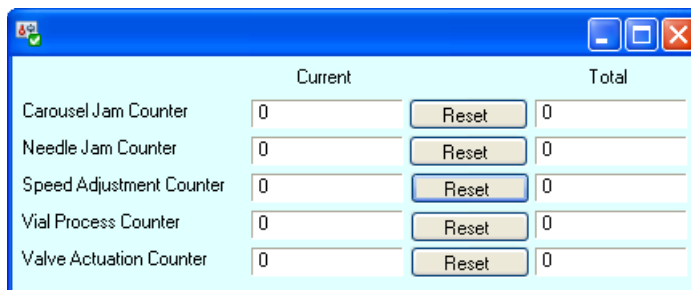 Current Total
Carousel Jam Counter 0 Reset 0
Needle Jam Counter 0 Reset 0
Speed Adjustment Counter 0 Reset 0
Vial Process Counter 0 Reset 0
Valve Actuation Counter 0 Reset 0